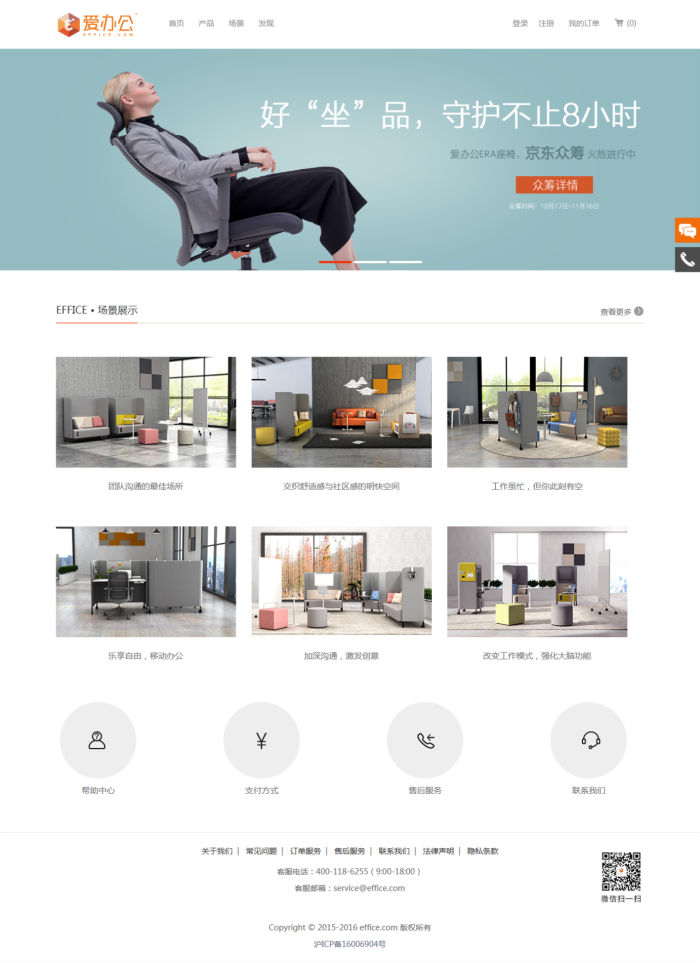 爱办公™
EFFICE.COM
首页 产品 场景 发现
登录 注册 我的订单 (0)
好“坐”品，守护不止8小时
爱办公ERA座椅，京东众筹 火热进行中
众筹详情
众筹时间：10月17日-11月16日
EFFICE • 场景展示
查看更多
团队沟通的最佳场所
交织舒适感与社区感的明快空间
工作虽忙，但你此刻有空
乐享自由，移动办公
加深沟通，激发创意
改变工作模式，强化大脑功能
帮助中心
支付方式
售后服务
联系我们
关于我们 | 常见问题 | 订单服务 | 售后服务 | 联系我们 | 法律声明 | 隐私条款
客服电话：400-118-6255（9:00-18:00）
客服邮箱：service@effice.com
微信扫一扫
Copyright © 2015-2016 effice.com 版权所有
沪ICP备16006904号